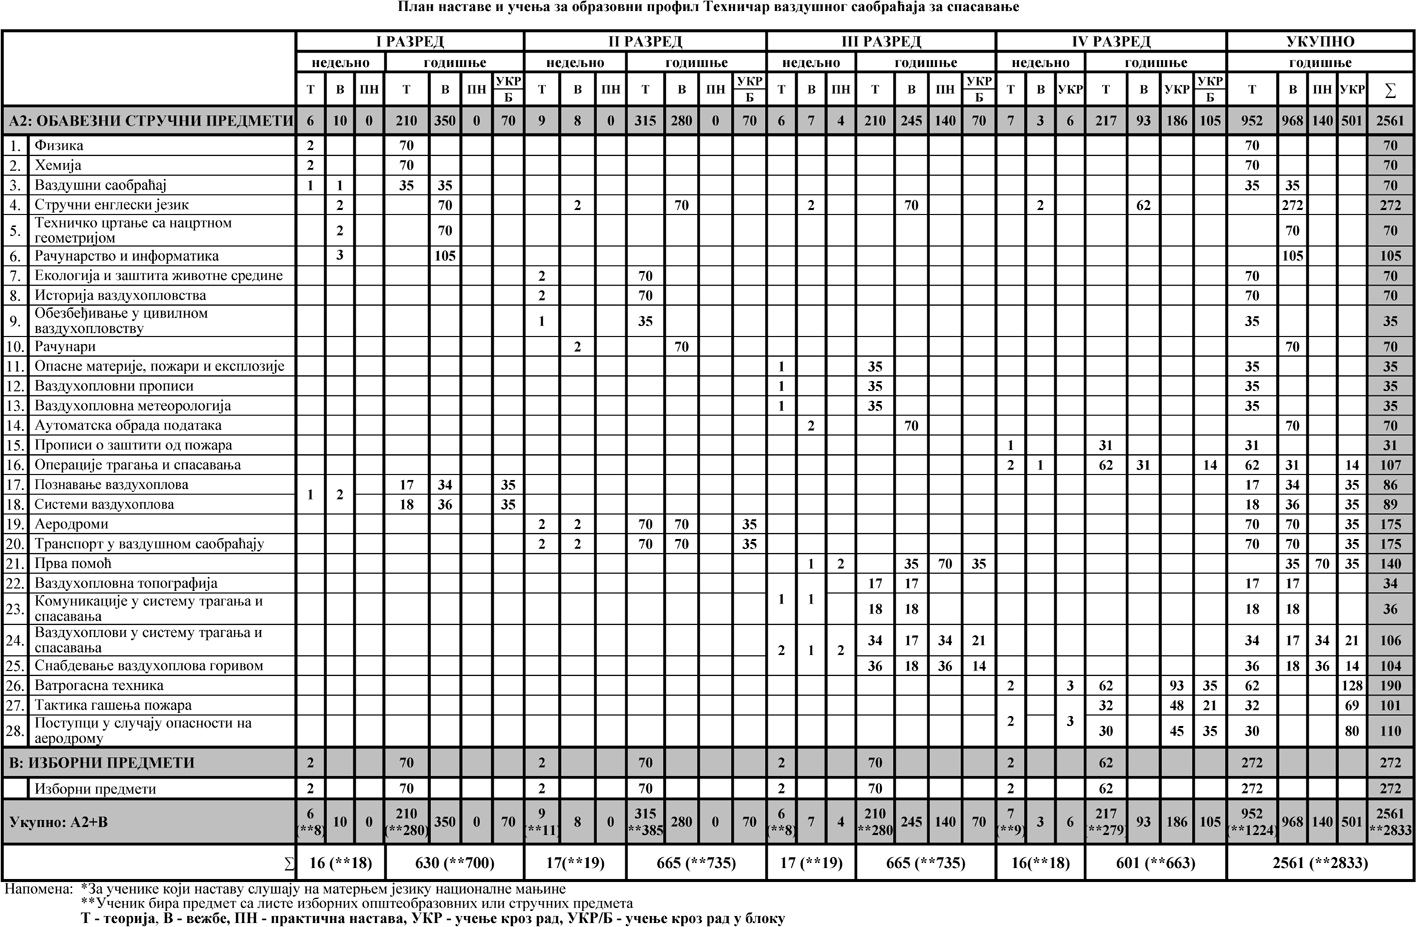 План наставе и учења за образовни профил Техничар ваздушног саобраћаја за спасавање
I РАЗРЕД II РАЗРЕД III РАЗРЕД IV РАЗРЕД УКУПНО
недељно годишње недељно годишње недељно годишње недељно годишње годишње
Т В ПН Т В ПН УКР Б Т В ПН Т В ПН УКР Б Т В ПН Т В ПН УКР Б Т В УКР Т В УКР УКР Б Т В ПН УКР ∑
А2: ОБАВЕЗНИ СТРУЧНИ ПРЕДМЕТИ 6 10 0 210 350 0 70 9 8 0 315 280 0 70 6 7 4 210 245 140 70 7 3 6 217 93 186 105 952 968 140 501 2561
1. Физика 2 70 70 70
2. Хемија 2 70 70 70
3. Ваздушни саобраћај 1 1 35 35 35 35 70
4. Стручни енглески језик 2 70 2 70 2 70 2 62 272 272
5. Техничко цртање са нацртном
геометријом 2 70 70 70
6. Рачунарство и информатика 3 105 105 105
7. Екологија и заштита животне средине 2 70 70 70
8. Историја ваздухопловства 2 70 70 70
9. Обезбеђивање у цивилном
ваздухопловству 1 35 35 35
10. Рачунари 2 70 70 70
11. Опасне материје, пожари и експлозије 1 35 35 35
12. Ваздухопловни прописи 1 35 35 35
13. Ваздухопловна метеорологија 1 35 35 35
14. Аутоматска обрада података 2 70 70 70
15. Прописи о заштити од пожара 1 31 31 31
16. Операције трагања и спасавања 2 1 62 31 14 62 31 14 107
17. Познавање ваздухоплова 1 2 17 34 35 17 34 35 86
18. Системи ваздухоплова 18 36 35 18 36 35 89
19. Аеродроми 2 2 70 70 35 70 70 35 175
20. Транспорт у ваздушном саобраћају 2 2 70 70 35 70 70 35 175
21. Прва помоћ 1 2 35 70 35 35 70 35 140
22. Ваздухопловна топографија 1 1 17 17 17 17 34
23. Комуникације у систему трагања и
спасавања 18 18 18 18 36
24. Ваздухоплови у систему трагања и
спасавања 2 1 2 34 17 34 21 34 17 34 21 106
25. Снабдевање ваздухоплова горивом 36 18 36 14 36 18 36 14 104
26. Ватрогасна техника 2 3 62 93 35 62 128 190
27. Тактика гашења пожара 2 3 32 48 21 32 69 101
28. Поступци у случају опасности на
аеродрому 30 45 35 30 80 110
В: ИЗБОРНИ ПРЕДМЕТИ 2 70 2 70 2 70 2 62 272 272
Изборни предмети 2 70 2 70 2 70 2 62 272 272
Укупно: А2+В 6 (**8) 10 0 210 (**280) 350 0 70 9 (**11) 8 0 315 **385 280 0 70 6 (**8) 7 4 210 **280 245 140 70 7 (**9) 3 6 217 **279 93 186 105 952 (**1224) 968 140 501 2561 **2833
∑ 16 (**18) 630 (**700) 17(**19) 665 (**735) 17 (**19) 665 (**735) 16(**18) 601 (**663) 2561 (**2833)
Напомена: *За ученике који наставу слушају на матерњем језику националне мањине
**Ученик бира предмет са листе изборних општеобразовних или стручних предмета
Т - теорија, В - вежбе, ПН - практична настава, УКР - учење кроз рад, УКР/Б - учење кроз рад у блоку